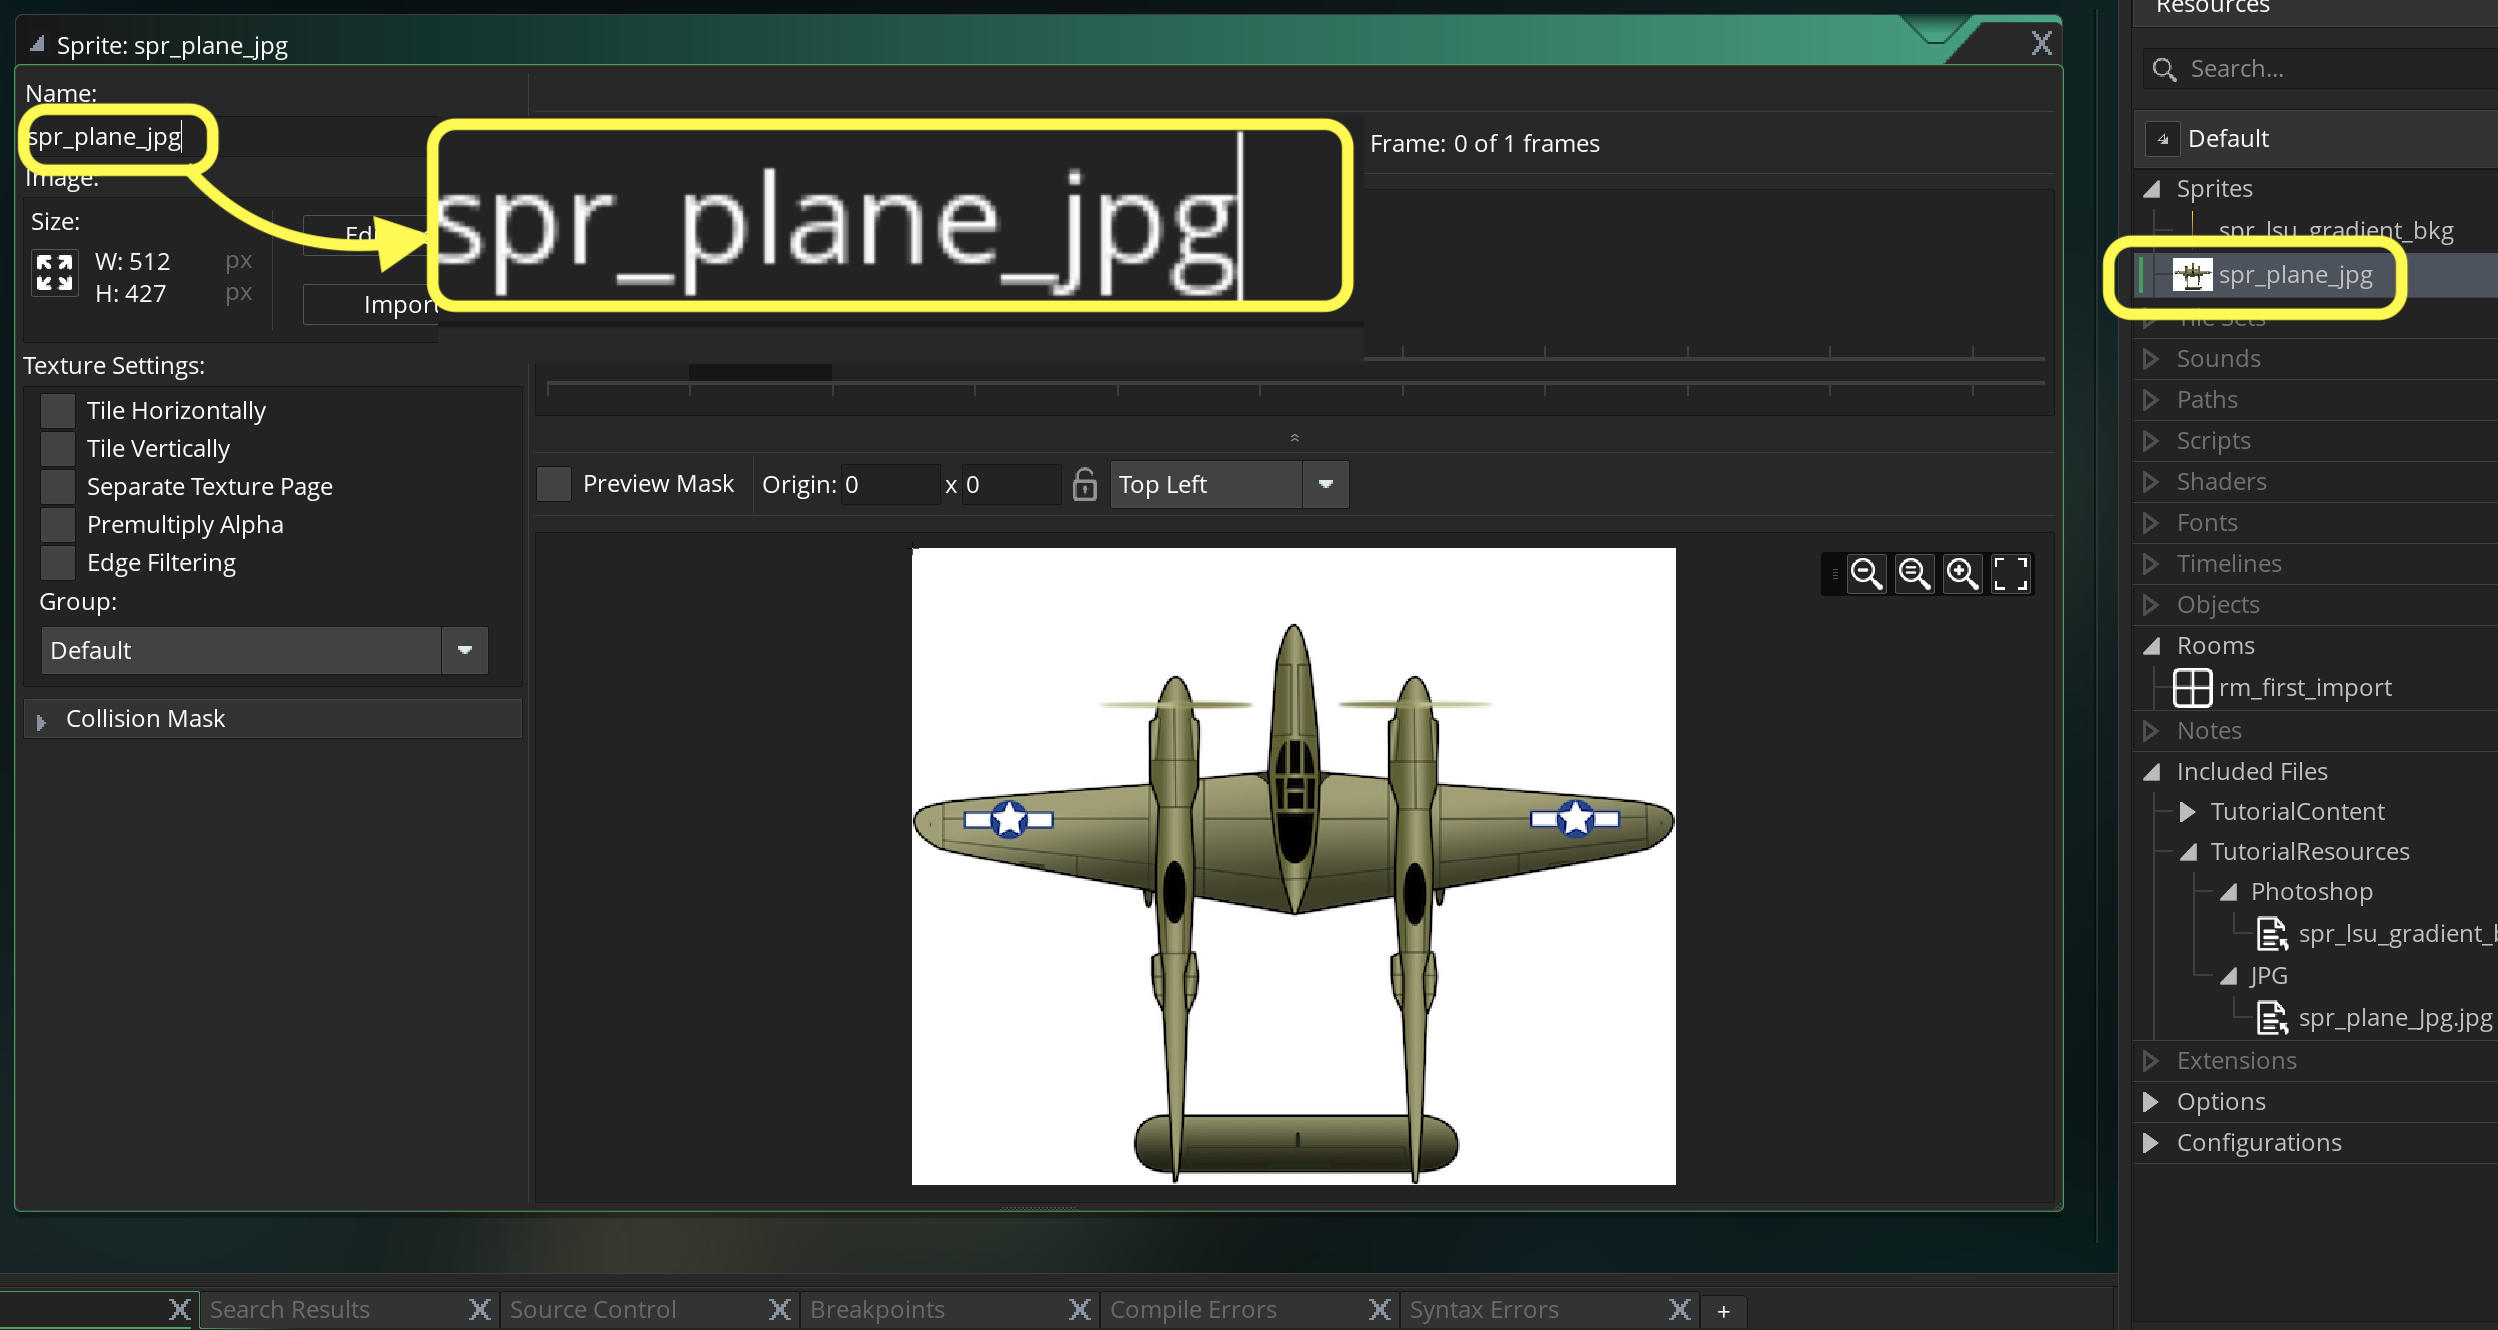 Sprite: spr_plane_jpg
Name:
spr_plane_jpg
spr_plane_jpg
Frame: 0 of 1 frames
Image:
Size:
W: 512 px
H: 427 px
Import
Texture Settings:
Tile Horizontally
Tile Vertically
Separate Texture Page
Premultiply Alpha
Edge Filtering
Group:
Default
Collision Mask
Preview Mask
Origin: 0 x 0
Top Left
Resources
Search...
Default
Sprites
spr_lsu_gradient_bkg
spr_plane_jpg
Tile Sets
Sounds
Paths
Scripts
Shaders
Fonts
Timelines
Objects
Rooms
rm_first_import
Notes
Included Files
TutorialContent
TutorialResources
Photoshop
spr_lsu_gradient_b
JPG
spr_plane_Jpg.jpg
Extensions
Options
Configurations
Search Results
Source Control
Breakpoints
Compile Errors
Syntax Errors
+